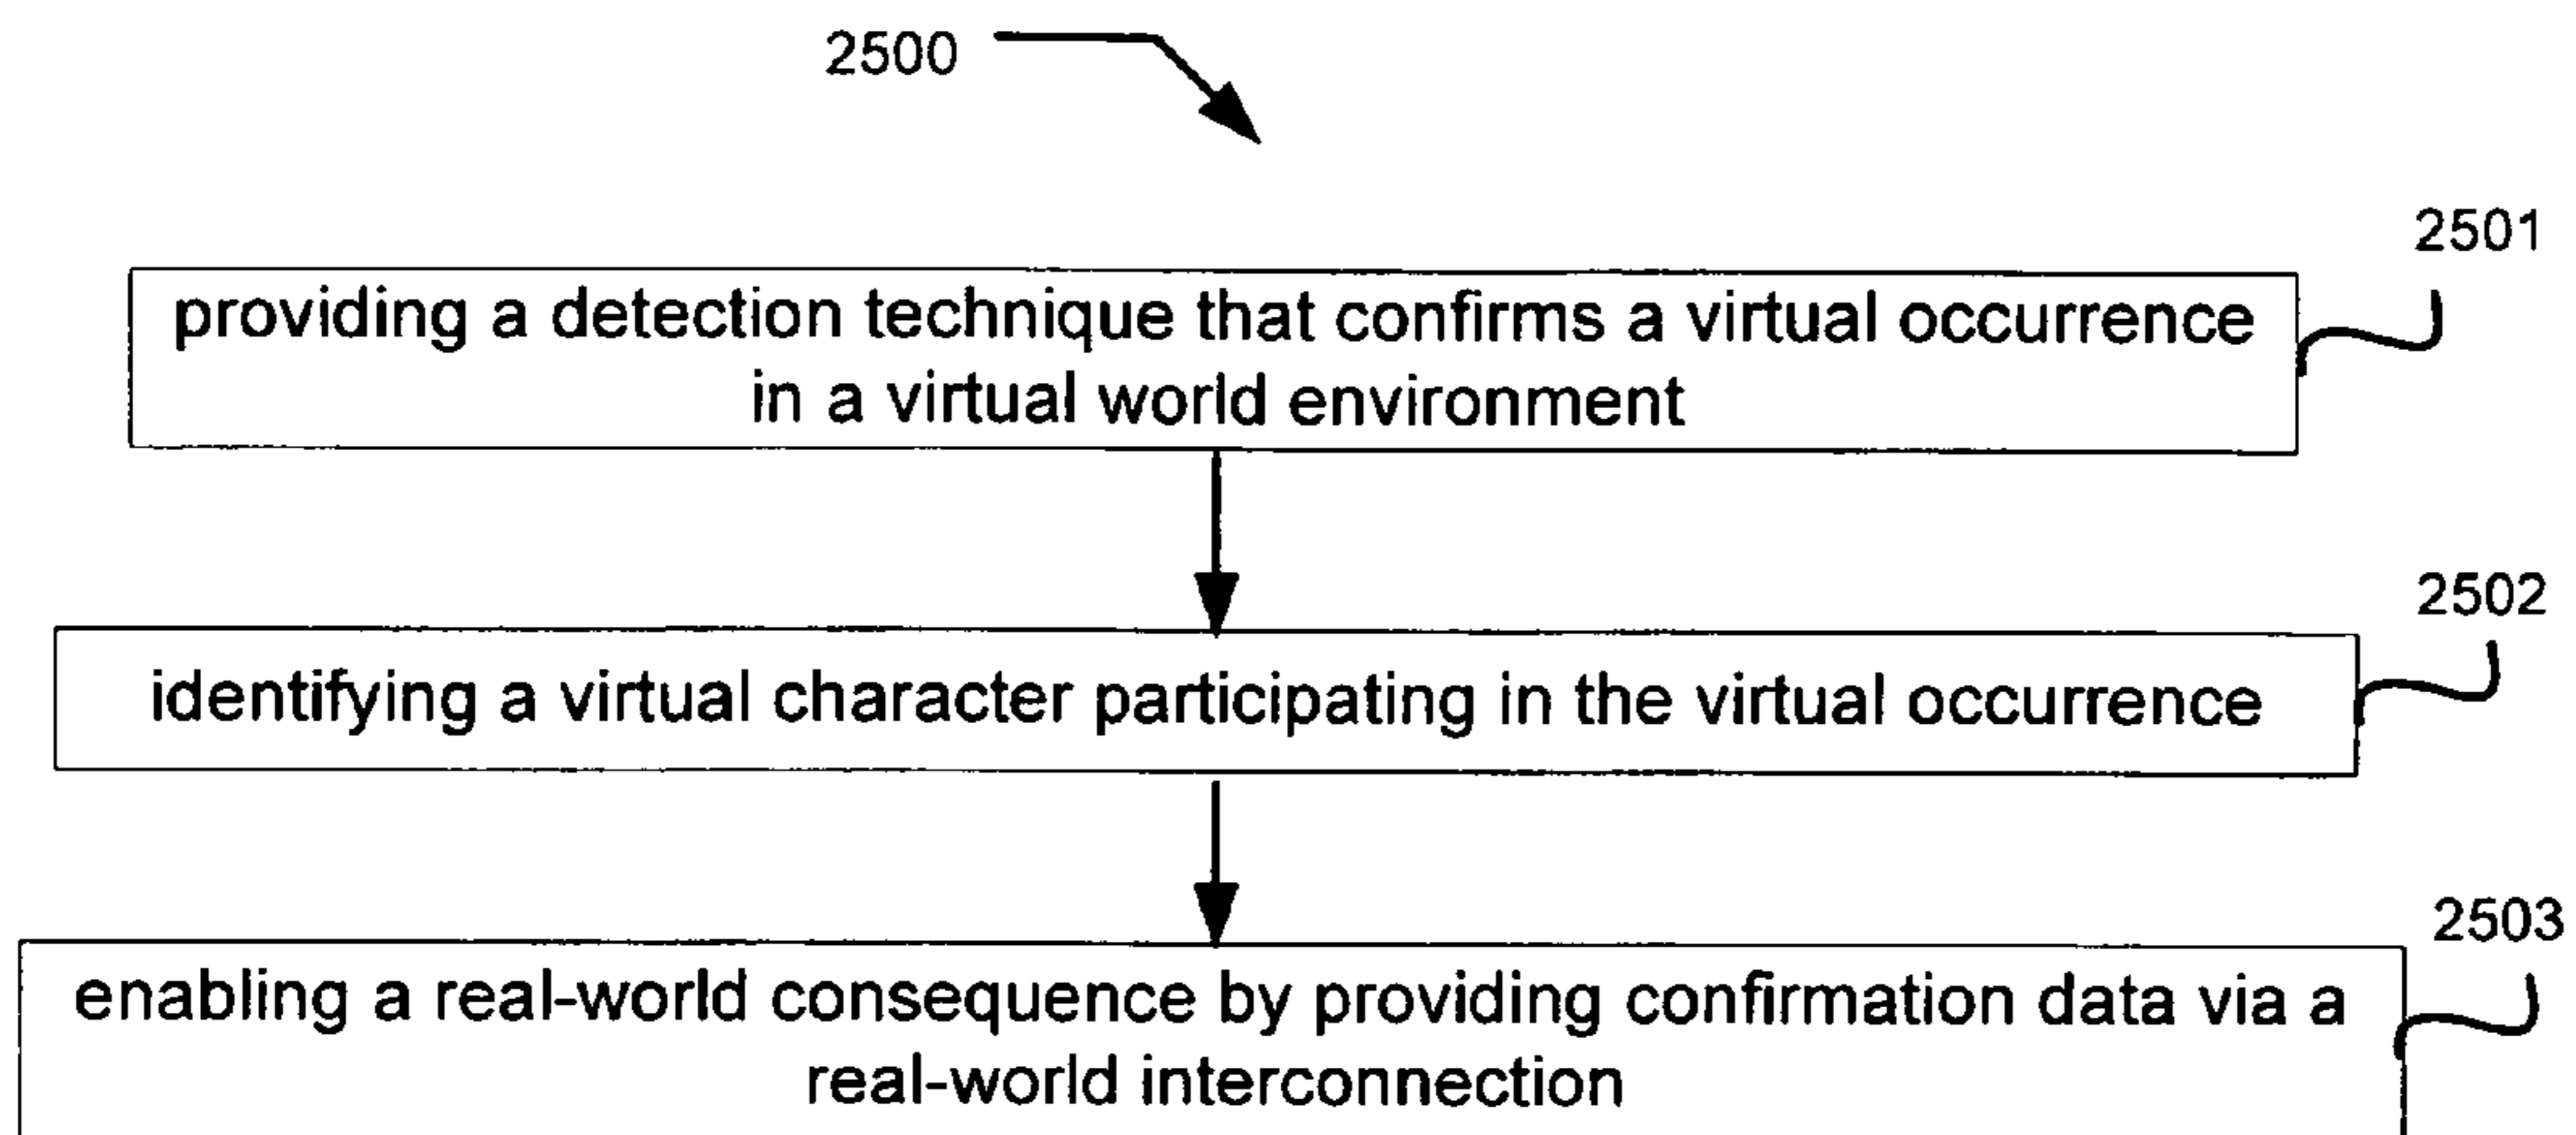 2500
2501
providing a detection technique that confirms a virtual occurrence
in a virtual world environment
2502
identifying a virtual character participating in the virtual occurrence
2503
enabling a real-world consequence by providing confirmation data via a
real-world interconnection